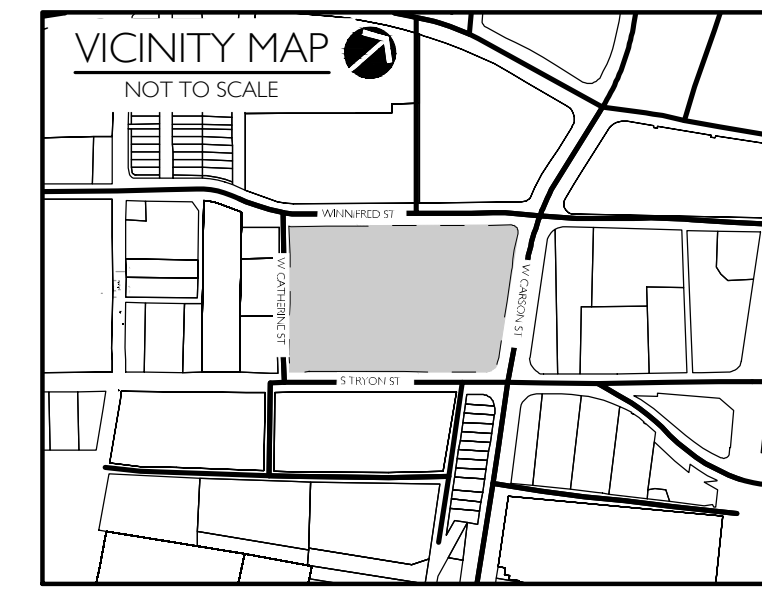 VICINITY MAP
NOT TO SCALE
WINNIFRED ST
W CATHERINE ST
W CARSON ST
S TRYON ST